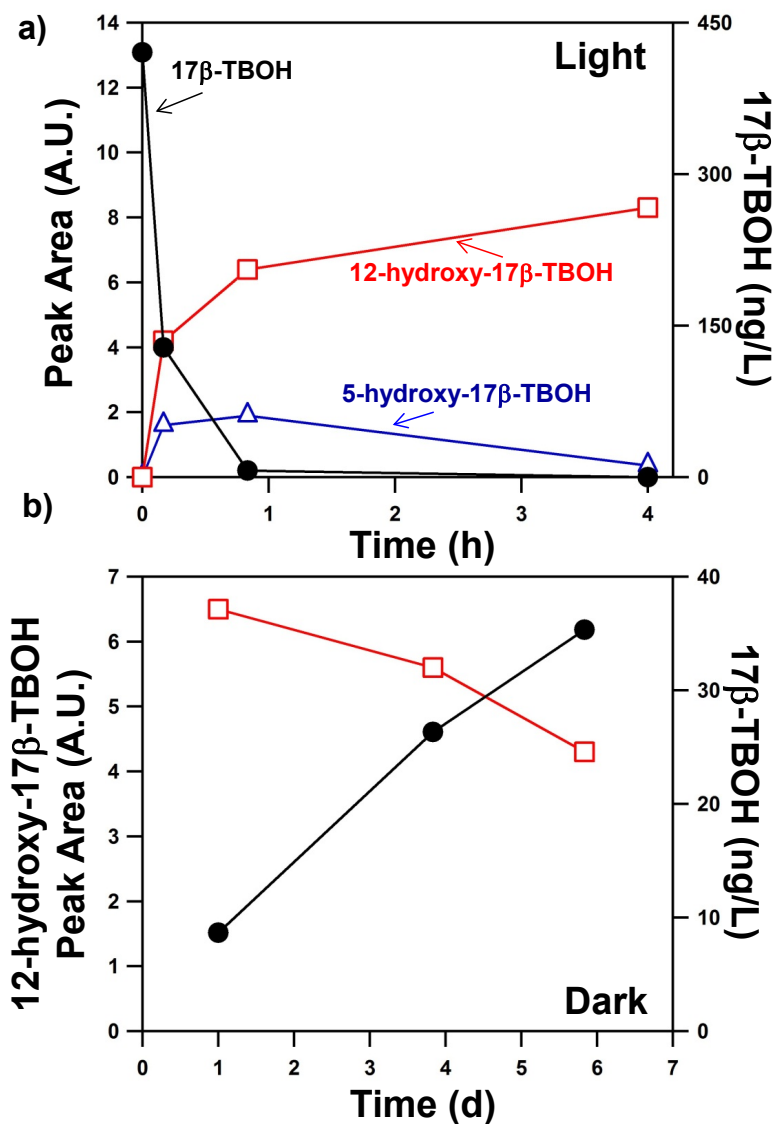 a)
Light
17β-TBOH
12-hydroxy-17β-TBOH
5-hydroxy-17β-TBOH
Peak Area (A.U.)
14
12
10
8
6
4
2
0
17β-TBOH (ng/L)
450
300
150
0
0
1
2
3
4
Time (h)
b)
Dark
12-hydroxy-17β-TBOH
Peak Area (A.U.)
7
6
5
4
3
2
1
0
17β-TBOH
(ng/L)
40
30
20
10
0
0
1
2
3
4
5
6
7
Time (d)